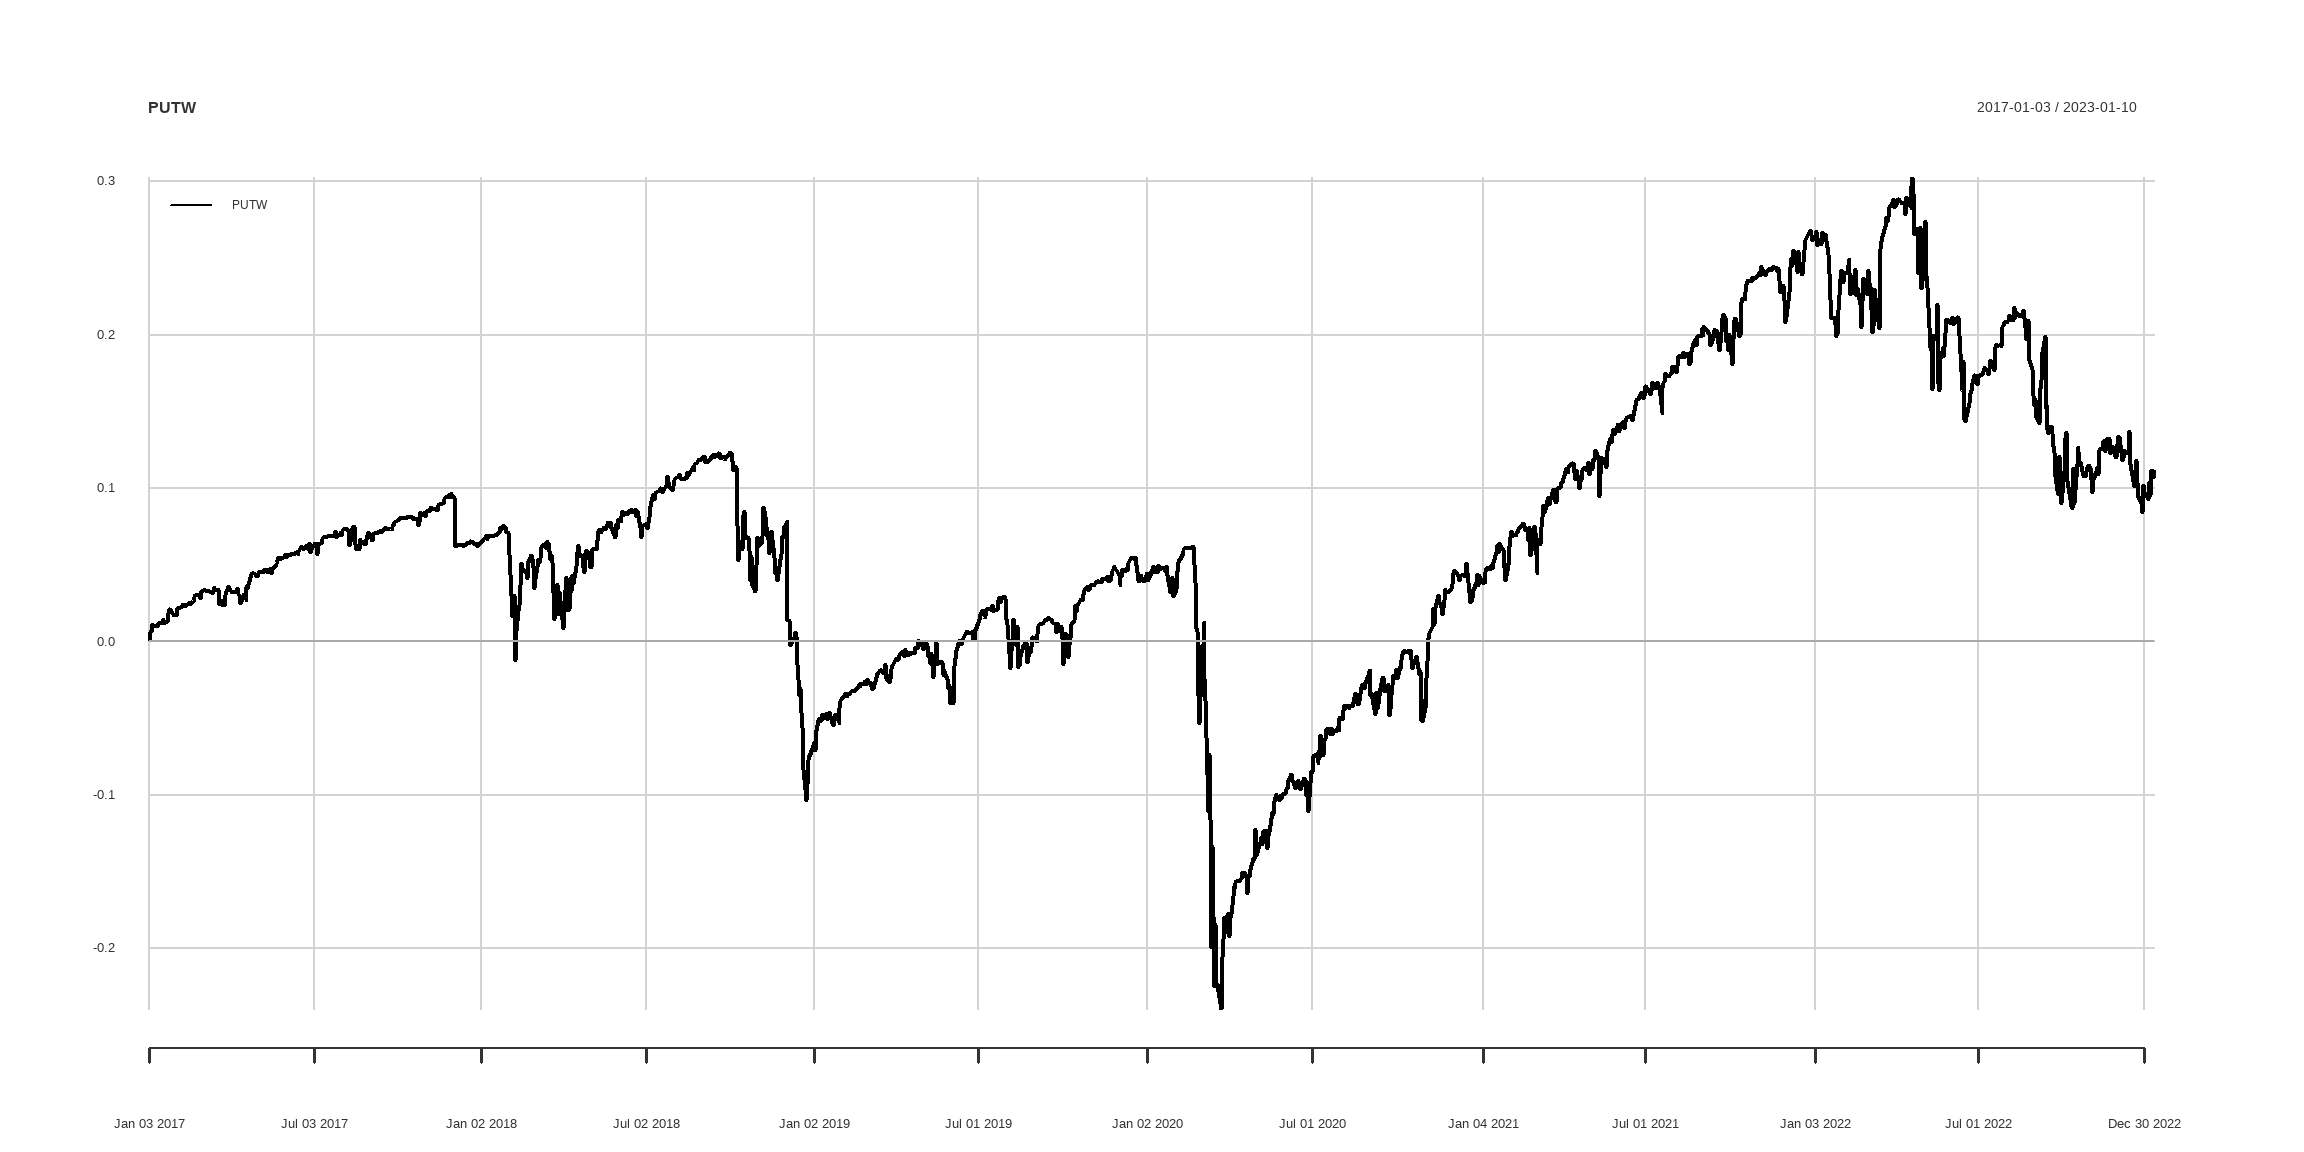 PUTW
2017-01-03 / 2023-01-10
0.3
PUTW
0.2
0.1
0.0
-0.1
-0.2
Jan 03 2017
Jul 03 2017
Jan 02 2018
Jul 02 2018
Jan 02 2019
Jul 01 2019
Jan 02 2020
Jul 01 2020
Jan 04 2021
Jul 01 2021
Jan 03 2022
Jul 01 2022
Dec 30 2022